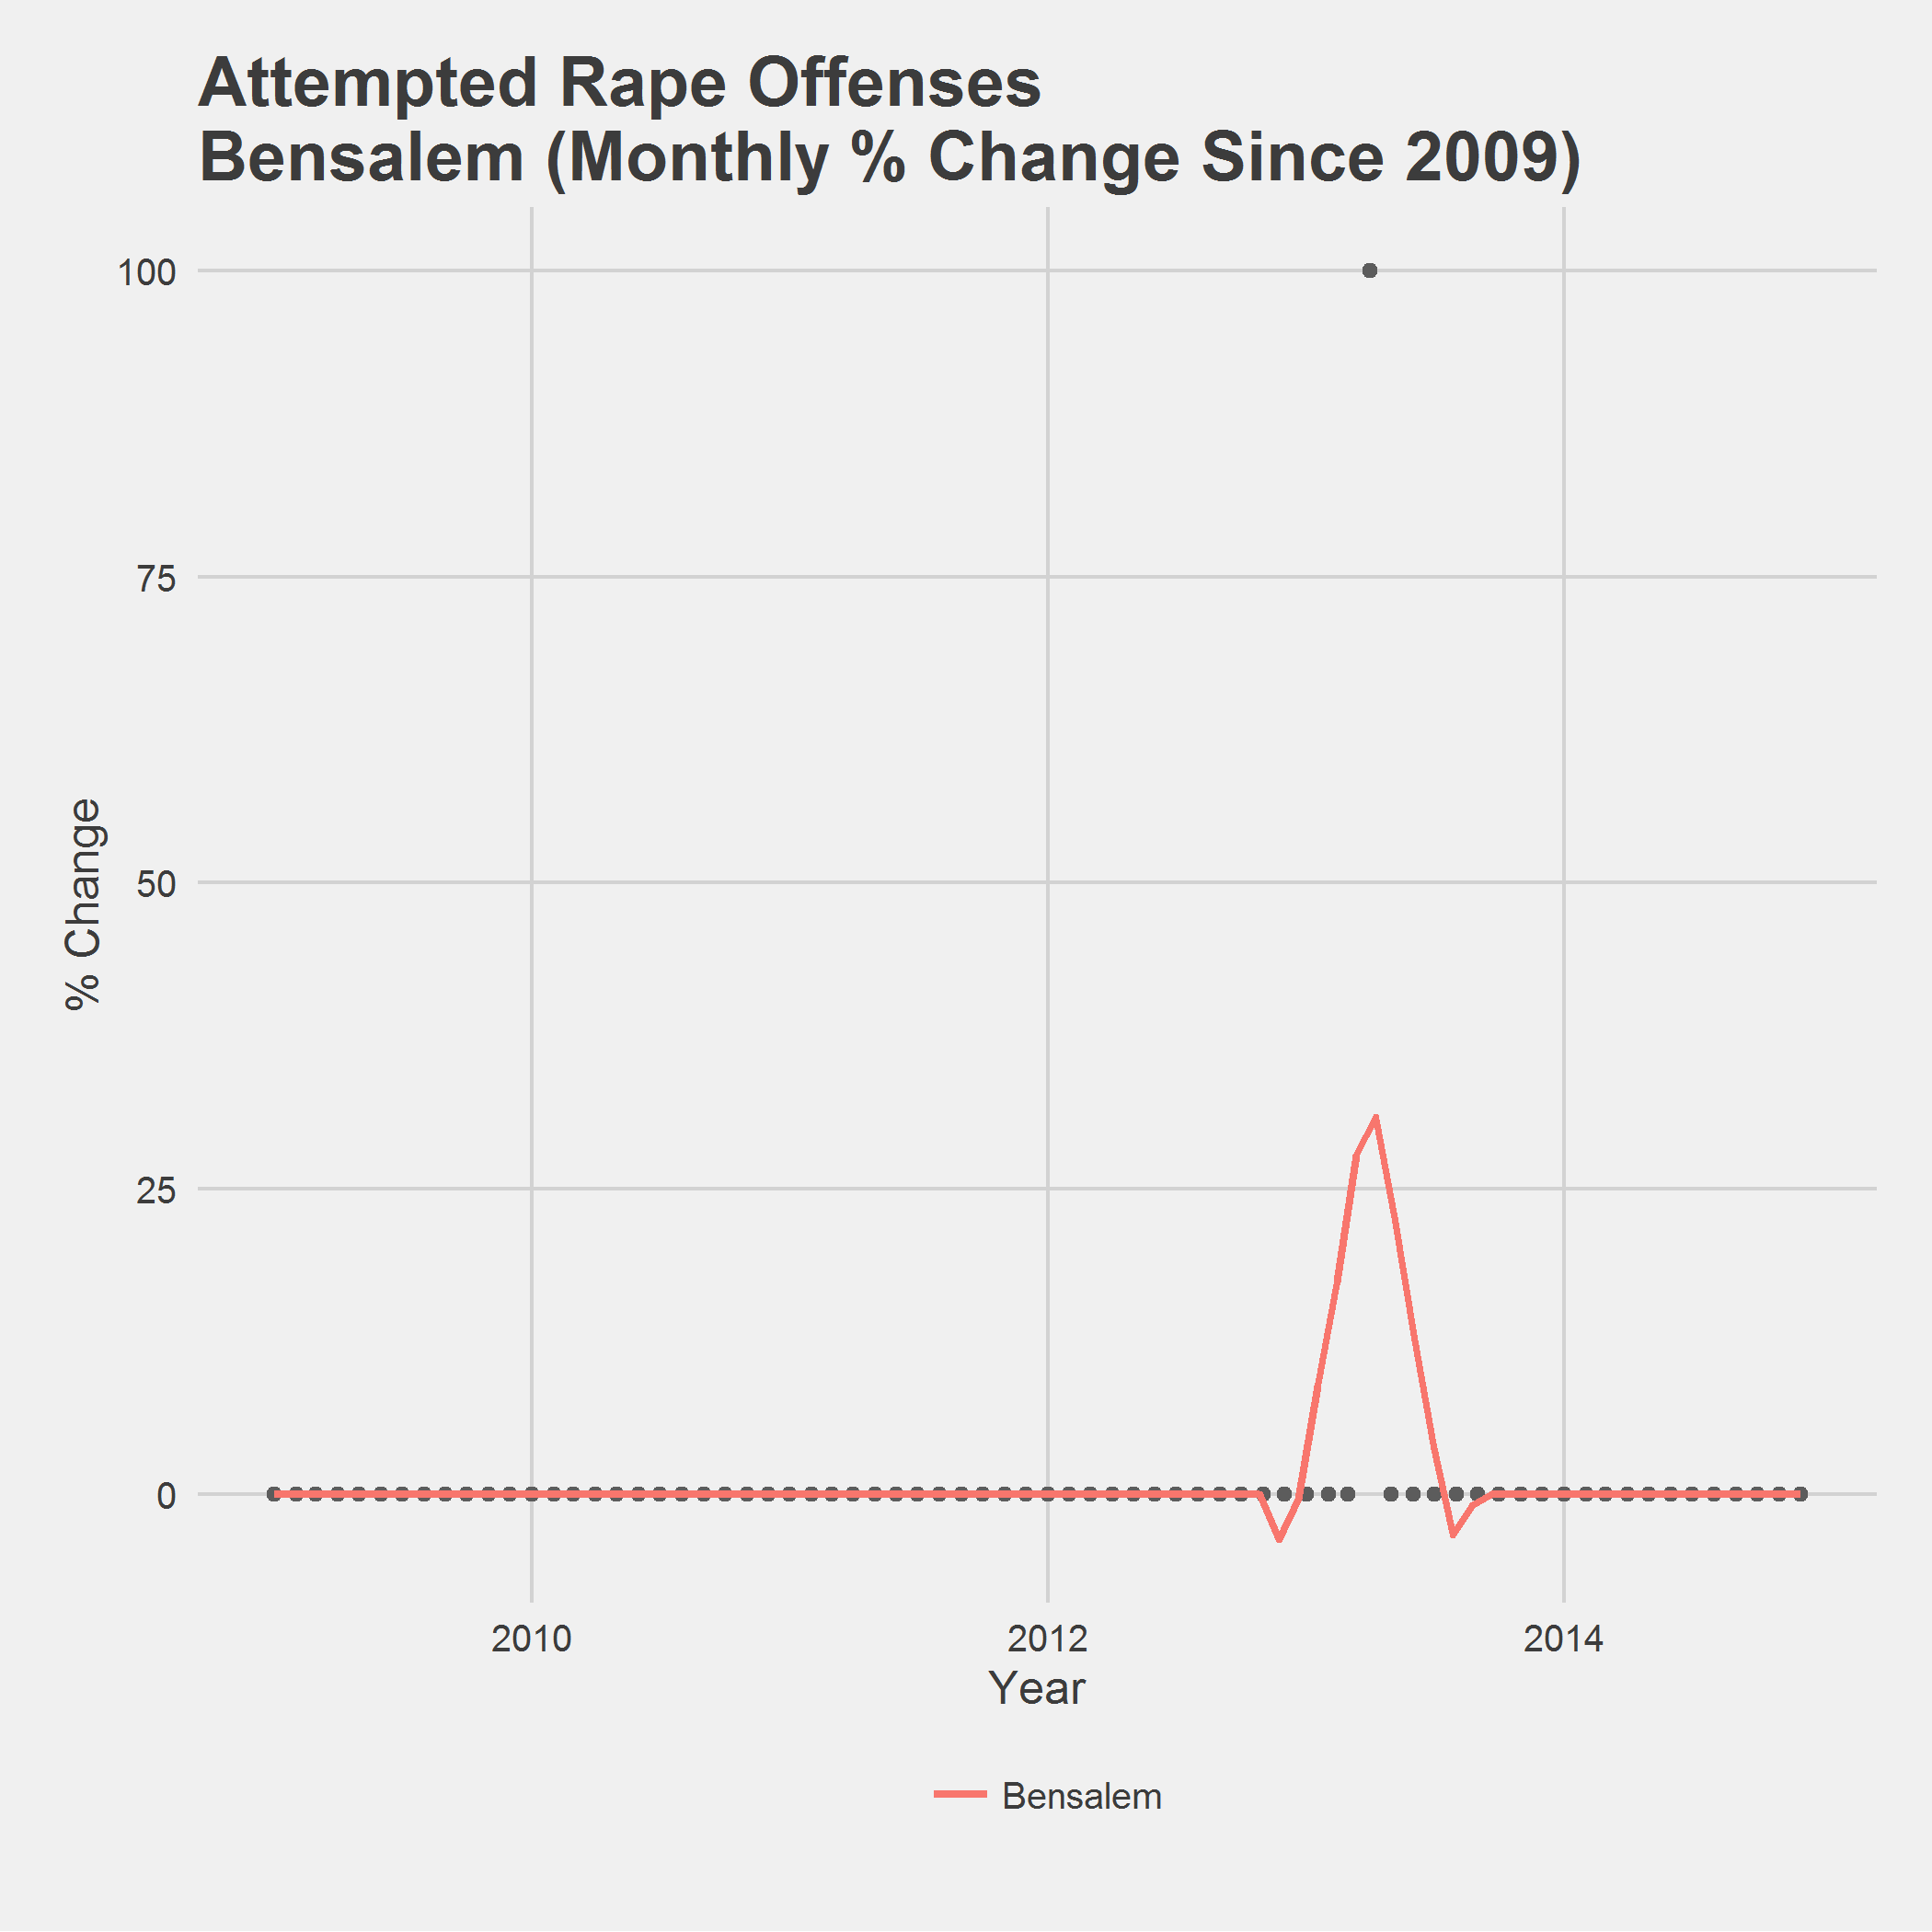 Attempted Rape Offenses
Bensalem (Monthly % Change Since 2009)
100
75
50
25
0
% Change
2010
2012
2014
Year
Bensalem